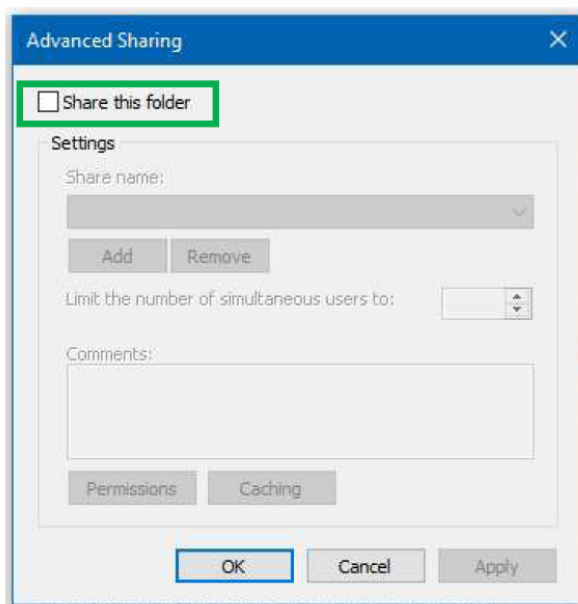 Advanced Sharing
Share this folder
Settings
Share name:
Add Remove
Limit the number of simultaneous users to:
Comments:
Permissions Caching
OK Cancel Apply